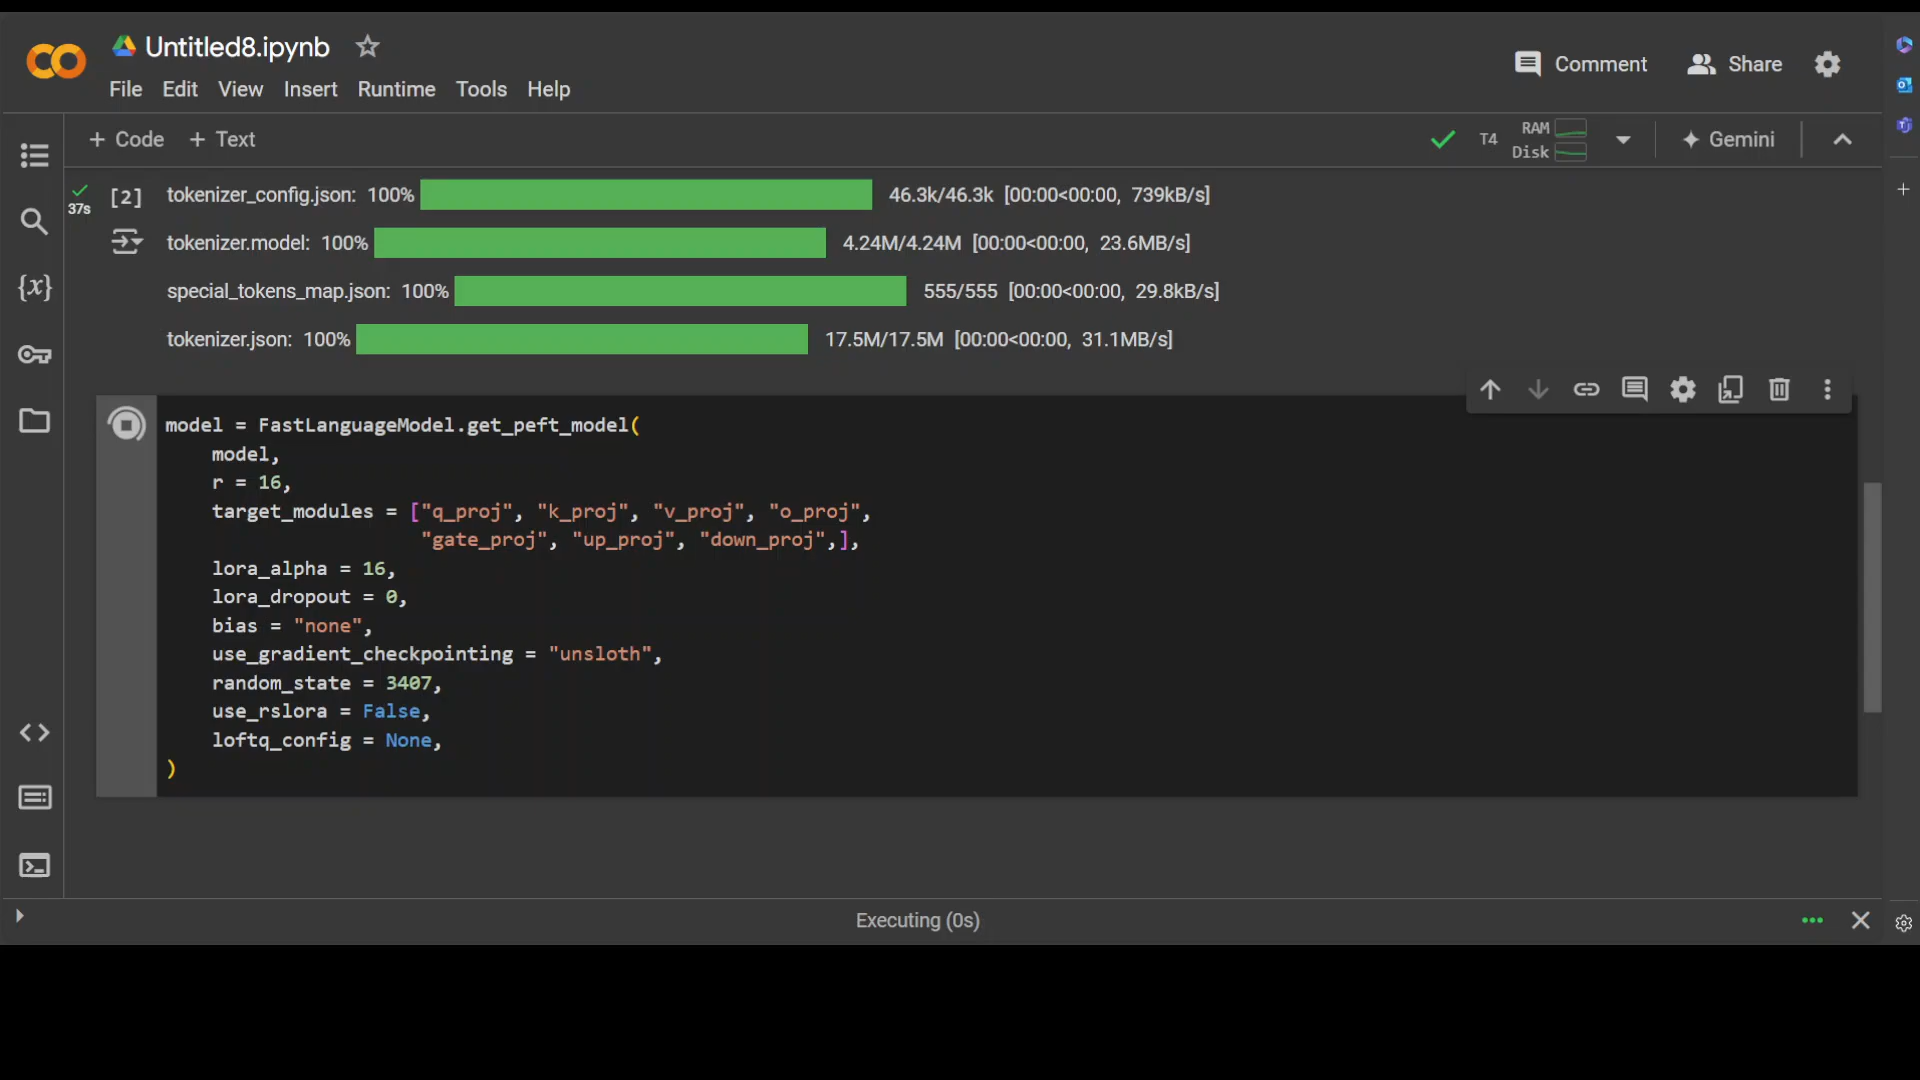 Untitled8.ipynb
File Edit View Insert Runtime Tools Help
Comment Share
+ Code + Text
T4 RAM Disk Gemini
37s [2] tokenizer_config.json: 100% 46.3k/46.3k [00:00<00:00, 739kB/s]
tokenizer.model: 100% 4.24M/4.24M [00:00<00:00, 23.6MB/s]
special_tokens_map.json: 100% 555/555 [00:00<00:00, 29.8kB/s]
tokenizer.json: 100% 17.5M/17.5M [00:00<00:00, 31.1MB/s]
model = FastLanguageModel.get_peft_model(
    model,
    r = 16,
    target_modules = ["q_proj", "k_proj", "v_proj", "o_proj",
                      "gate_proj", "up_proj", "down_proj",],
    lora_alpha = 16,
    lora_dropout = 0,
    bias = "none",
    use_gradient_checkpointing = "unsloth",
    random_state = 3407,
    use_rslora = False,
    loftq_config = None,
)
Executing (0s)